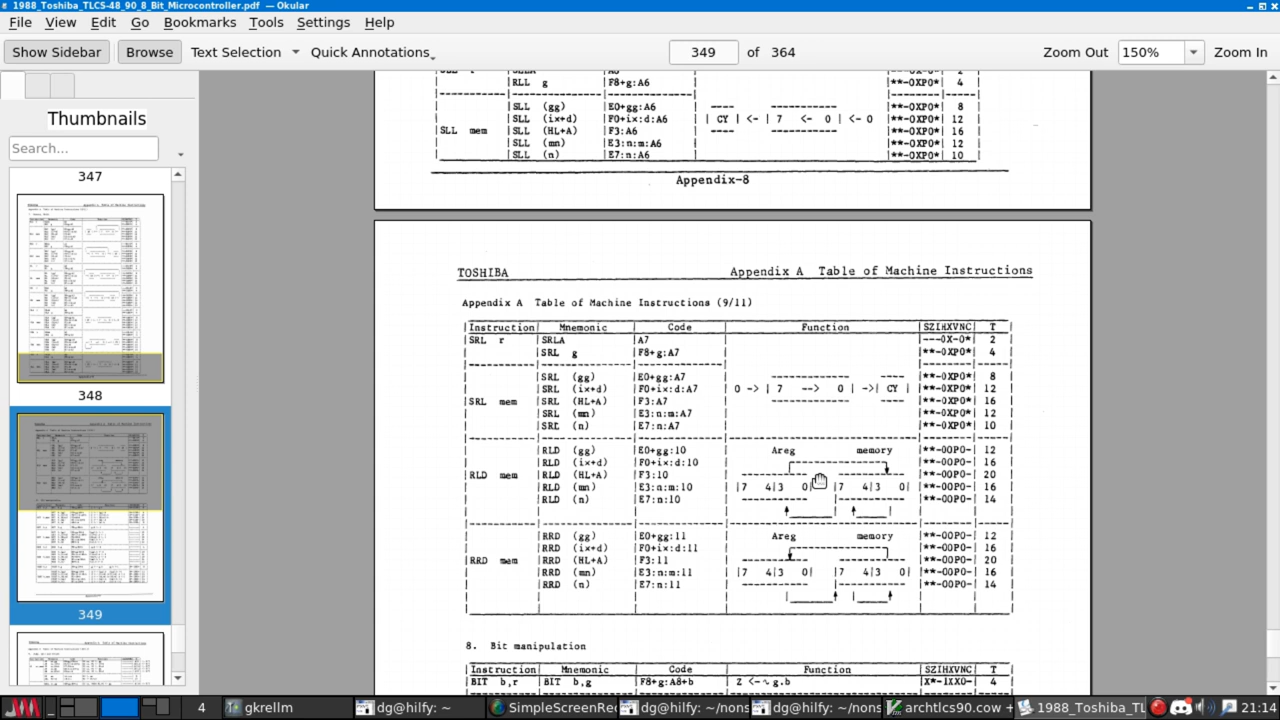 1988_Toshiba_TLCS-48_90_8_Bit_Microcontroller.pdf — Okular
File View Edit Go Bookmarks Tools Settings Help
Show Sidebar Browse Text Selection Quick Annotations 349 of 364 Zoom Out 150% Zoom In
Thumbnails
Search...
347
348
349
RLL g |F8+g:A6 |**-0XP0*| 4
SLL (gg) |E0+gg:A6 |**-0XP0*| 8
SLL (ix+d) |F0+ix:d:A6 | CY | <- | 7 <- 0 | <- 0 |**-0XP0*| 12
|SLL mem SLL (HL+A) |F3:A6 |**-0XP0*| 16
SLL (mn) |E3:n:m:A6 |**-0XP0*| 12
SLL (n) |E7:n:A6 |**-0XP0*| 10
Appendix-8
TOSHIBA Appendix A Table of Machine Instructions
Appendix A Table of Machine Instructions (9/11)
|Instruction| Mnemonic | Code | Function |SZIHXVNC| T |
|SRL r | SRLA |A7 |---0X-0*| 2
SRL g |F8+g:A7 |**-0XP0*| 4
SRL (gg) |E0+gg:A7 |**-0XP0*| 8
SRL (ix+d) |F0+ix:d:A7 | 0 -> | 7 --> 0 | ->| CY | |**-0XP0*| 12
|SRL mem SRL (HL+A) |F3:A7 |**-0XP0*| 16
SRL (mn) |E3:n:m:A7 |**-0XP0*| 12
SRL (n) |E7:n:A7 |**-0XP0*| 10
RLD (gg) |E0+gg:10 Areg memory |**-00P0-| 12
RLD (ix+d) |F0+ix:d:10 |**-00P0-| 16
|RLD mem RLD (HL+A) |F3:10 |**-00P0-| 20
RLD (mn) |E3:n:m:10 |7 4|3 0| |7 4|3 0| |**-00P0-| 16
RLD (n) |E7:n:10 |**-00P0-| 14
RRD (gg) |E0+gg:11 Areg memory |**-00P0-| 12
RRD (ix+d) |F0+ix:d:11 |**-00P0-| 16
|RRD mem RRD (HL+A) |F3:11 |**-00P0-| 20
RRD (mn) |E3:n:m:11 |7 4|3 0| |7 4|3 0| |**-00P0-| 16
RRD (n) |E7:n:11 |**-00P0-| 14
8. Bit manipulation
|Instruction| Mnemonic | Code | Function |SZIHXVNC| T |
|BIT b,r |BIT b,g |F8+g:A8+b | Z <-~ g.b |X*-1XX0-| 4
4 gkrellm dg@hilfy: ~ SimpleScreenRec dg@hilfy: ~/nons dg@hilfy: ~/nons archtlcs90.cow + 1988_Toshiba_TL 21:14